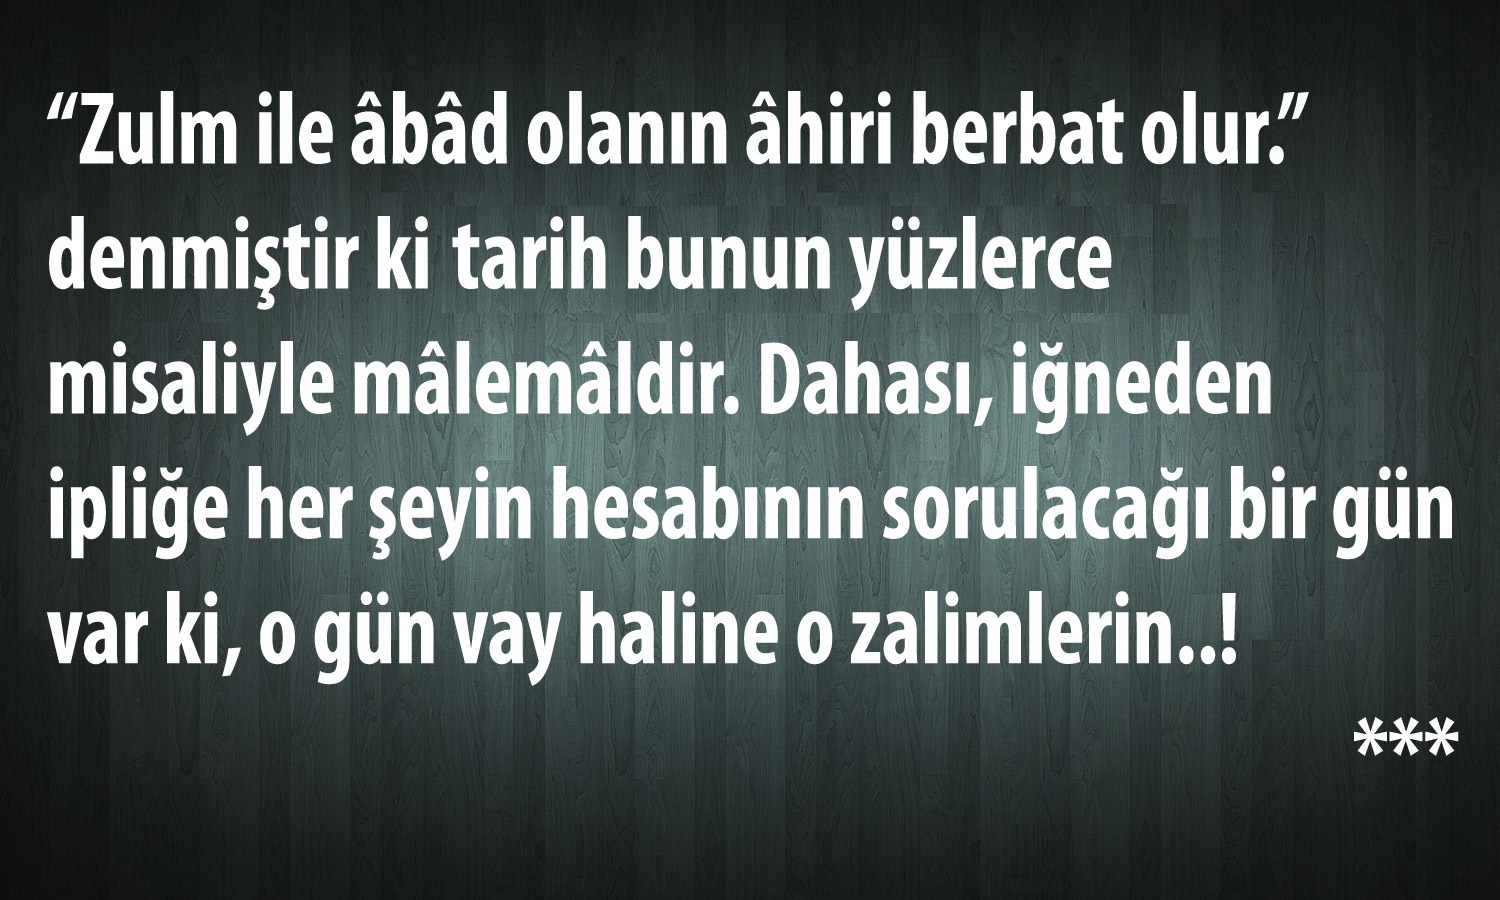 “Zulm ile âbâd olanın âhiri berbat olur.”
denmiştir ki tarih bunun yüzlerce
misaliyle mâlemâldir. Dahası, iğneden
ipliğe her şeyin hesabının sorulacağı bir gün
var ki, o gün vay haline o zalimlerin..!
***